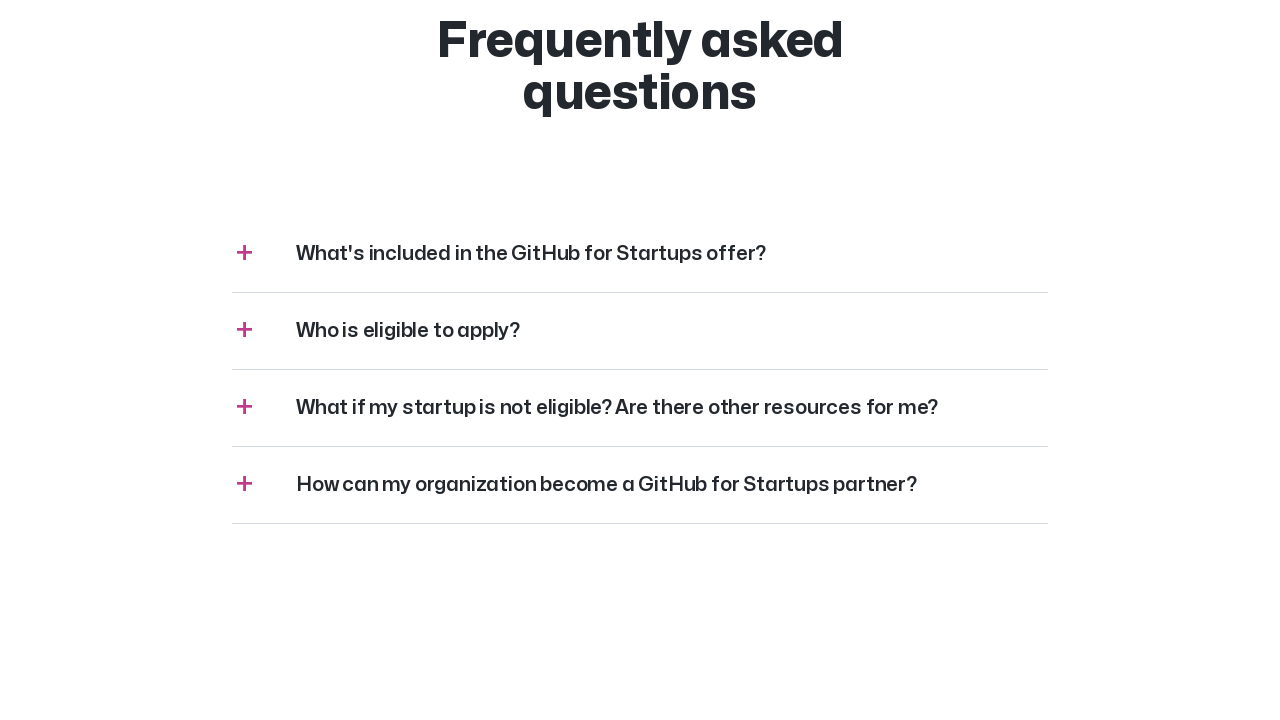 Frequently asked
questions
What's included in the GitHub for Startups offer?
Who is eligible to apply?
What if my startup is not eligible? Are there other resources for me?
How can my organization become a GitHub for Startups partner?